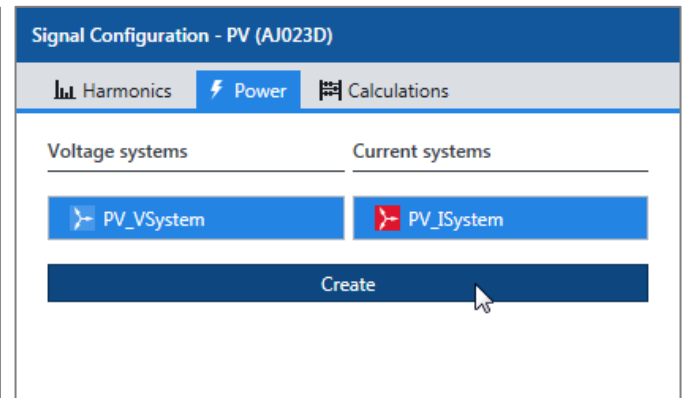 Signal Configuration - PV (AJ023D)
Harmonics Power Calculations
Voltage systems Current systems
PV_VSystem PV_ISystem
Create